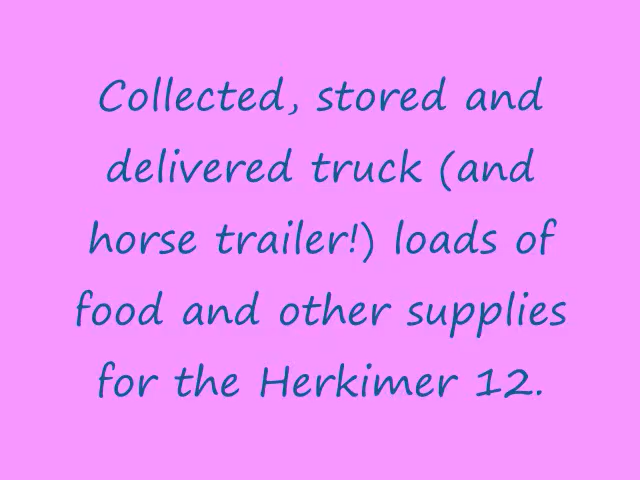 Collected, stored and
delivered truck (and
horse trailer!) loads of
food and other supplies
for the Herkimer 12.